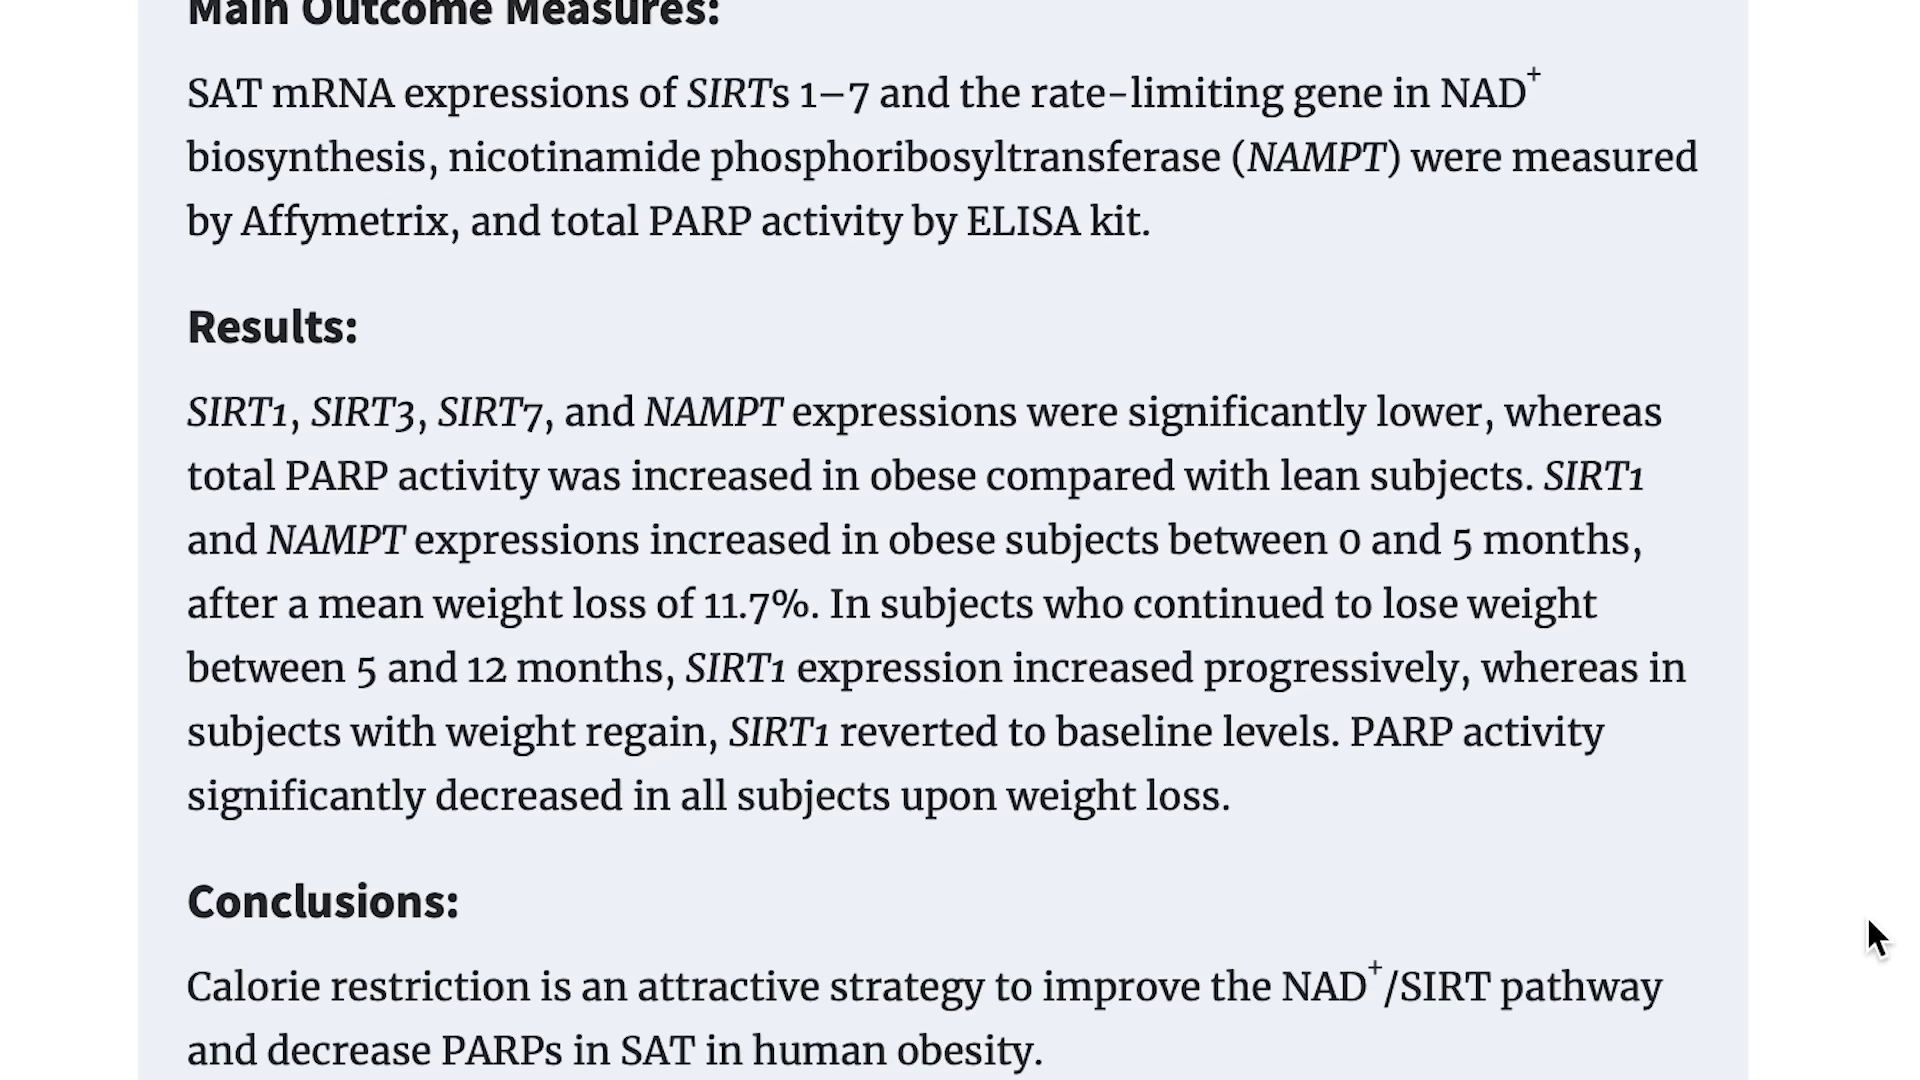 Main Outcome Measures:
SAT mRNA expressions of SIRTs 1–7 and the rate-limiting gene in NAD+
biosynthesis, nicotinamide phosphoribosyltransferase (NAMPT) were measured
by Affymetrix, and total PARP activity by ELISA kit.
Results:
SIRT1, SIRT3, SIRT7, and NAMPT expressions were significantly lower, whereas
total PARP activity was increased in obese compared with lean subjects. SIRT1
and NAMPT expressions increased in obese subjects between 0 and 5 months,
after a mean weight loss of 11.7%. In subjects who continued to lose weight
between 5 and 12 months, SIRT1 expression increased progressively, whereas in
subjects with weight regain, SIRT1 reverted to baseline levels. PARP activity
significantly decreased in all subjects upon weight loss.
Conclusions:
Calorie restriction is an attractive strategy to improve the NAD+/SIRT pathway
and decrease PARPs in SAT in human obesity.